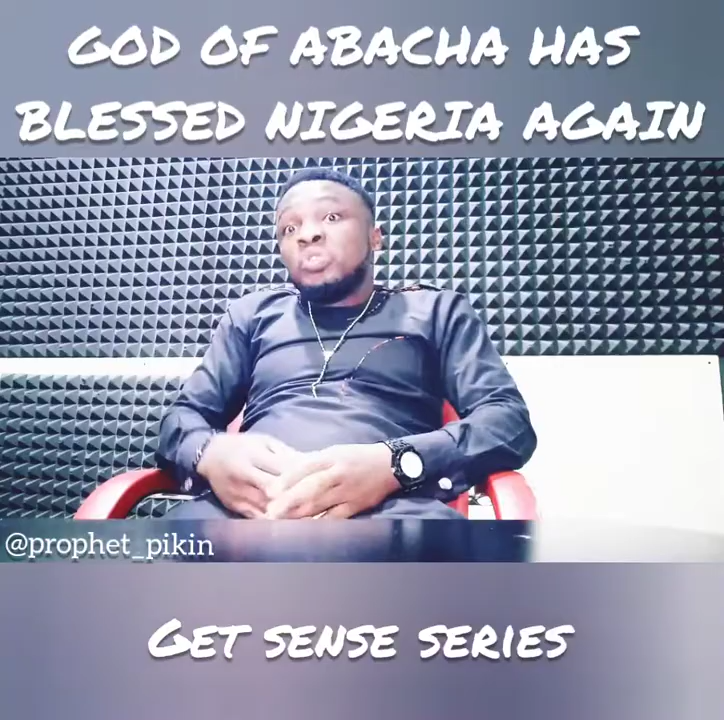 GOD OF ABACHA HAS
BLESSED NIGERIA AGAIN
@prophet_pikin
GET SENSE SERIES